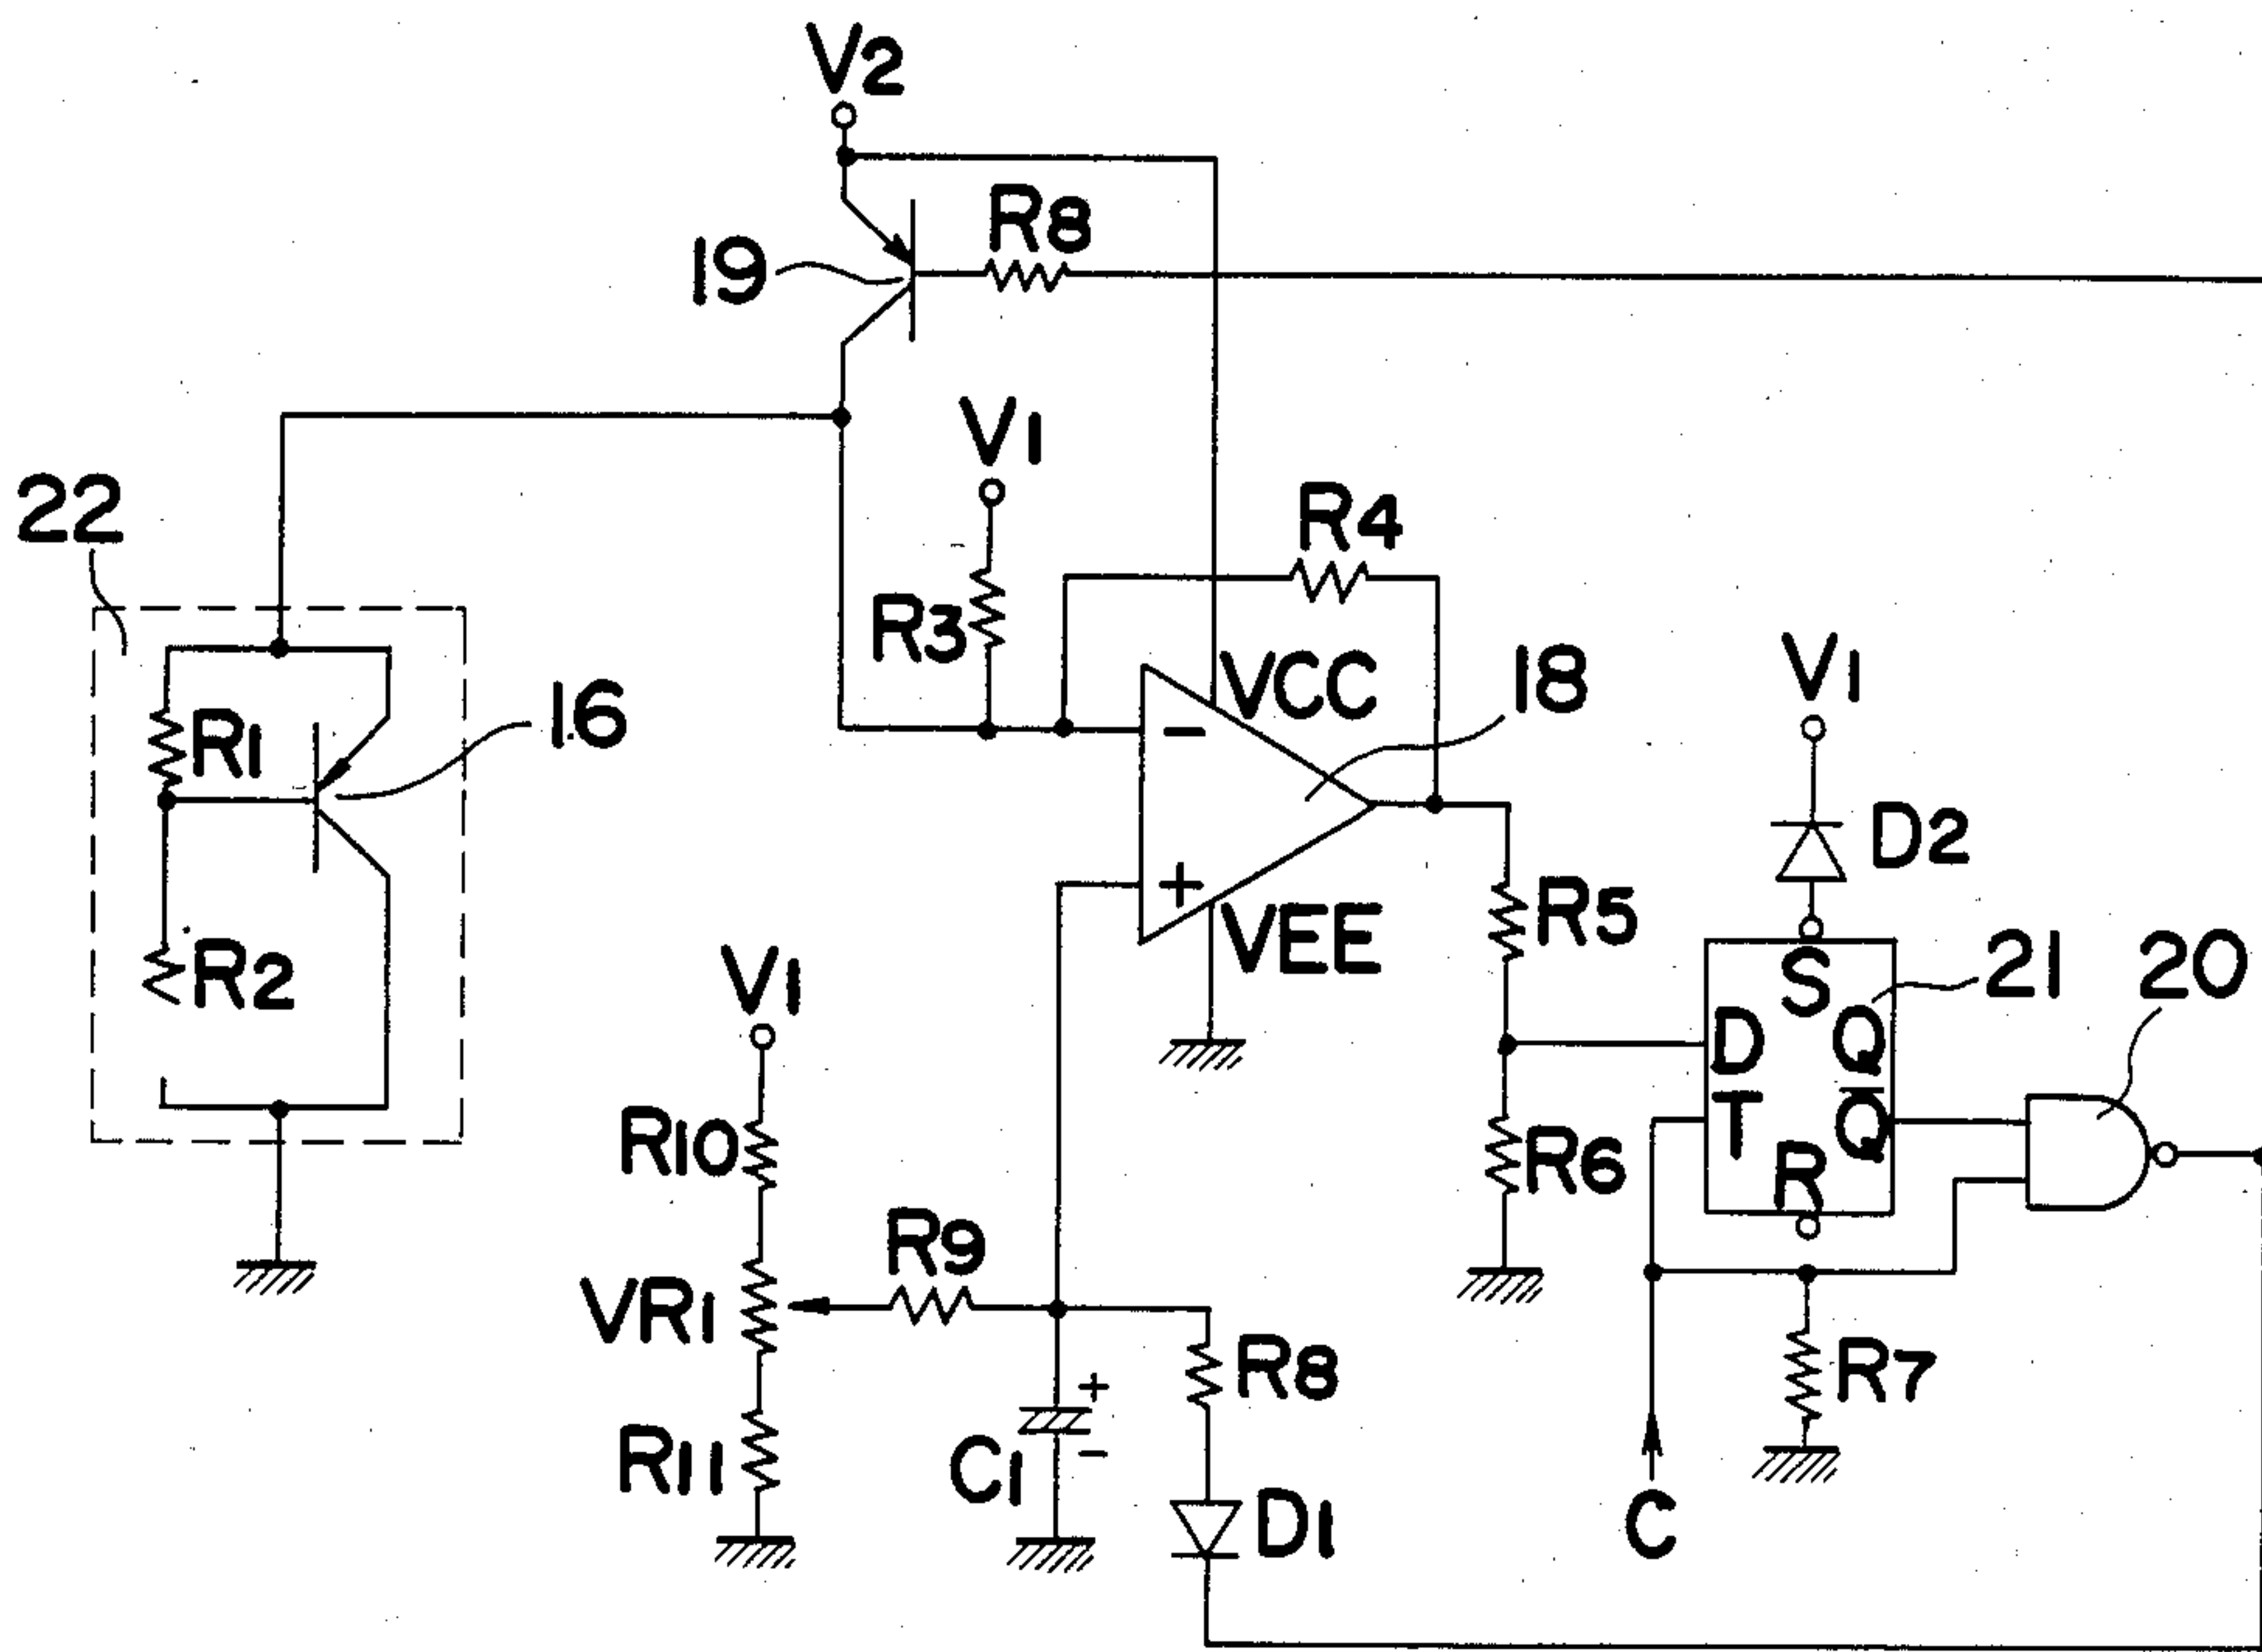 V2
R8
19
V1
22
R4
R3
VCC
18
V1
R1
16
D2
-
+
R5
VEE
R2
V1
S
21
20
D
Q
T
Q̅
R10
R6
R
R9
VR1
R8
R7
+
C1
-
R11
D1
C